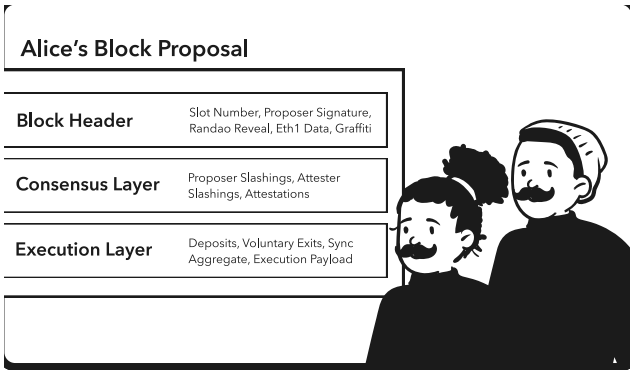 Alice's Block Proposal
Block Header
Slot Number, Proposer Signature,
Randao Reveal, Eth1 Data, Graffiti
Consensus Layer
Proposer Slashings, Attester
Slashings, Attestations
Execution Layer
Deposits, Voluntary Exits, Sync
Aggregate, Execution Payload